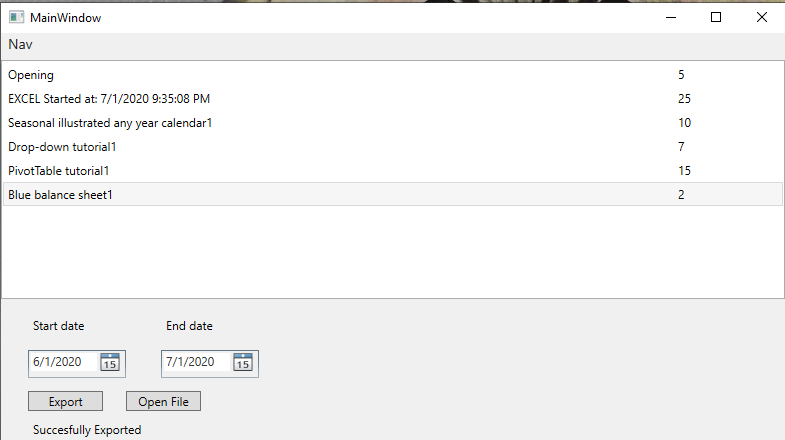 MainWindow
Nav
Opening 5
EXCEL Started at: 7/1/2020 9:35:08 PM 25
Seasonal illustrated any year calendar1 10
Drop-down tutorial1 7
PivotTable tutorial1 15
Blue balance sheet1 2
Start date End date
6/1/2020 15 7/1/2020 15
Export Open File
Succesfully Exported